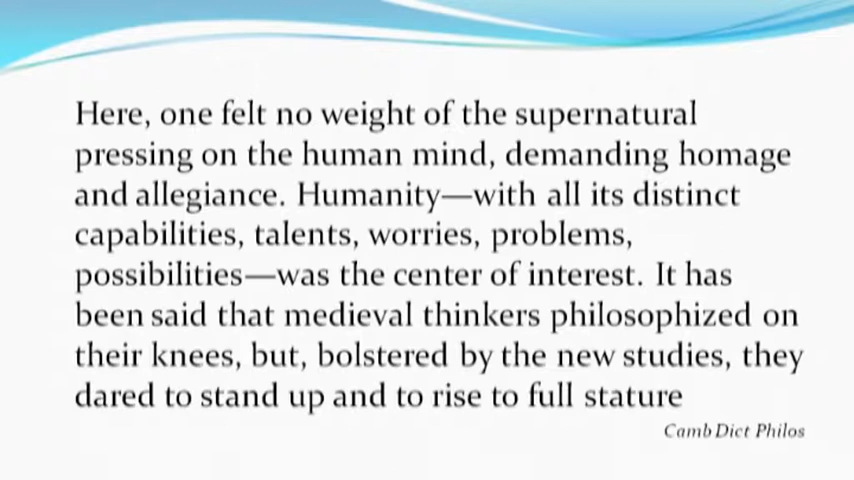 Here, one felt no weight of the supernatural
pressing on the human mind, demanding homage
and allegiance. Humanity—with all its distinct
capabilities, talents, worries, problems,
possibilities—was the center of interest. It has
been said that medieval thinkers philosophized on
their knees, but, bolstered by the new studies, they
dared to stand up and to rise to full stature
Camb Dict Philos